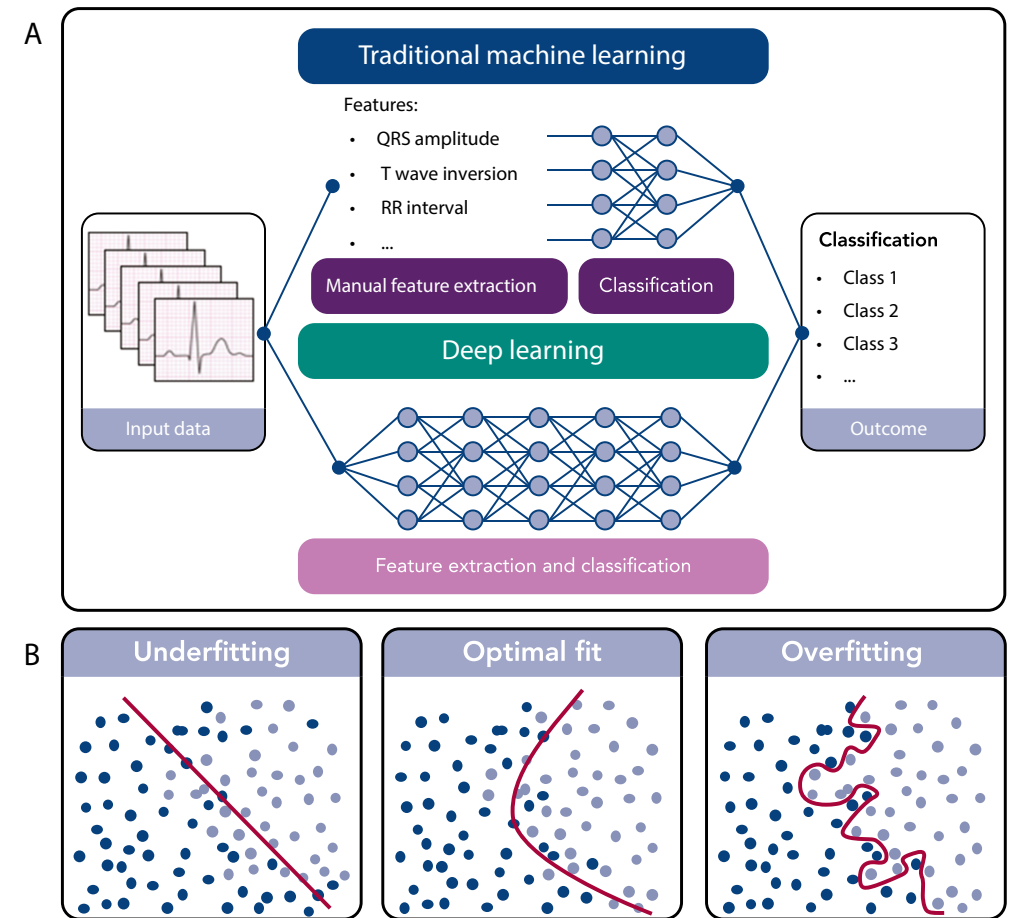 A
Traditional machine learning
Features:
• QRS amplitude
• T wave inversion
• RR interval
• ...
Manual feature extraction
Classification
Deep learning
Feature extraction and classification
Input data
Classification
• Class 1
• Class 2
• Class 3
• ...
Outcome
B
Underfitting
Optimal fit
Overfitting